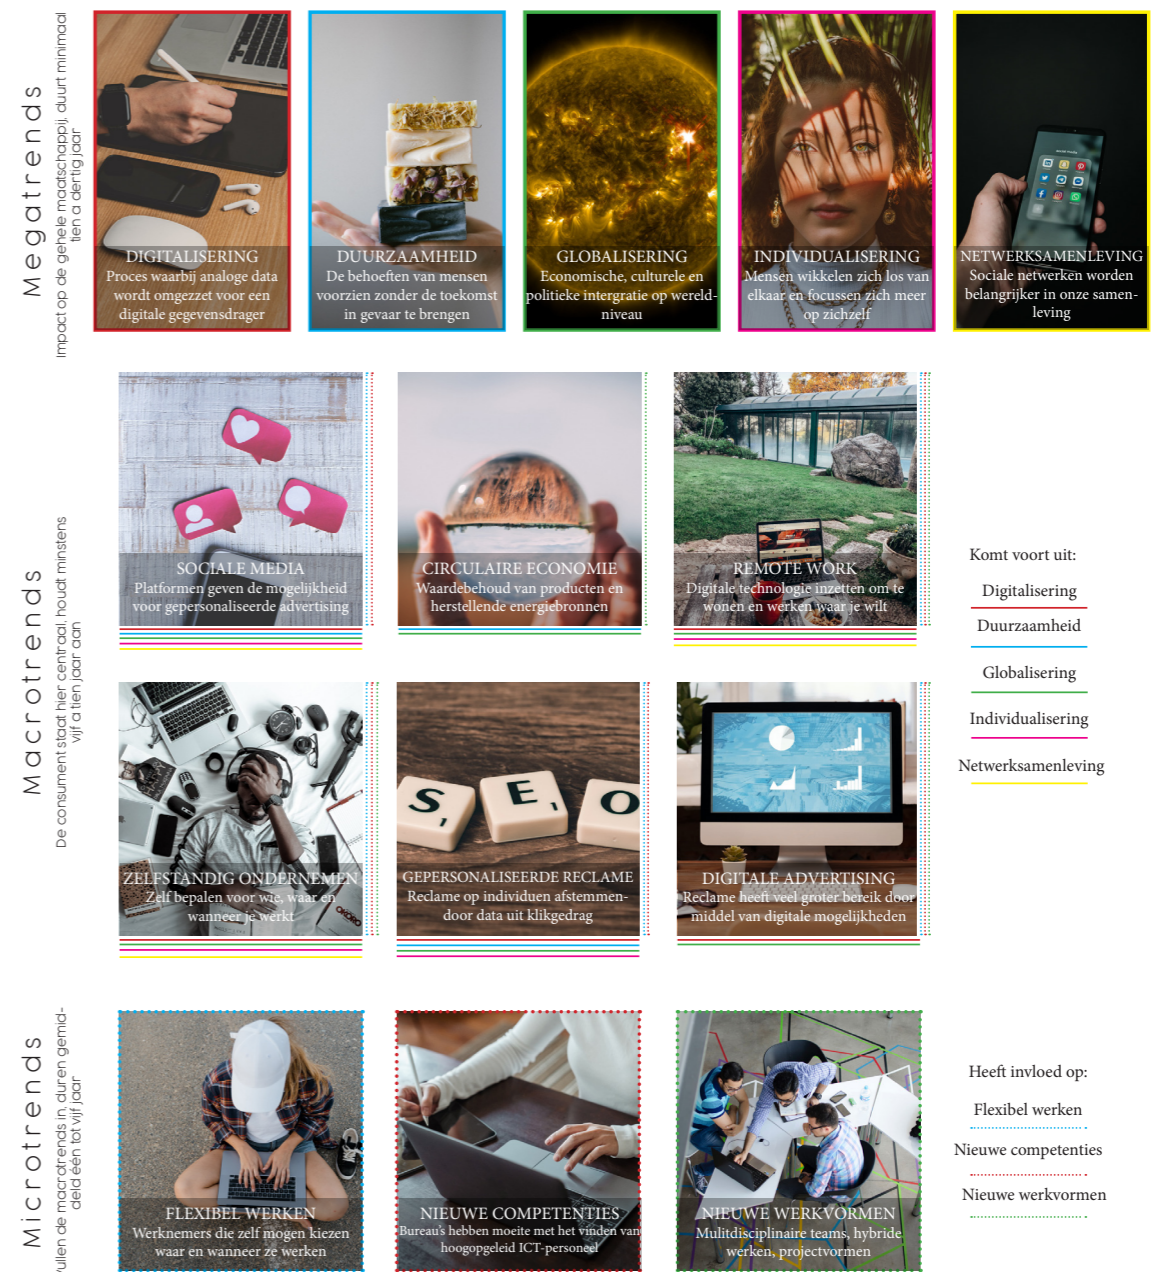 Megatrends
Impact op de gehele maatschappij, duurt minimaal
tien a dertig jaar
DIGITALISERING
Proces waarbij analoge data
wordt omgezzet voor een
digitale gegevensdrager
DUURZAAMHEID
De behoeften van mensen
voorzien zonder de toekomst
in gevaar te brengen
GLOBALISERING
Economische, culturele en
politieke intergratie op wereld-
niveau
INDIVIDUALISERING
Mensen wikkelen zich los van
elkaar en focussen zich meer
op zichzelf
NETWERKSAMENLEVING
Sociale netwerken worden
belangrijker in onze samen-
leving
Macrotrends
De consument staat hier centraal, houdt minstens
vijf a tien jaar aan
SOCIALE MEDIA
Platformen geven de mogelijkheid
voor gepersonaliseerde advertising
CIRCULAIRE ECONOMIE
Waardebehoud van producten en
herstellende energiebronnen
REMOTE WORK
Digitale technologie inzetten om te
wonen en werken waar je wilt
ZELFSTANDIG ONDERNEMEN
Zelf bepalen voor wie, waar en
wanneer je werkt
S E O
1 1
GEPERSONALISEERDE RECLAME
Reclame op individuen afstemmen-
door data uit klikgedrag
DIGITALE ADVERTISING
Reclame heeft veel groter bereik door
middel van digitale mogelijkheden
Komt voort uit:
Digitalisering
Duurzaamheid
Globalisering
Individualisering
Netwerksamenleving
Microtrends
vullen de macrotrends in, duren gemid-
deld één tot vijf jaar
FLEXIBEL WERKEN
Werknemers die zelf mogen kiezen
waar en wanneer ze werken
NIEUWE COMPETENTIES
Bureau's hebben moeite met het vinden van
hoogopgeleid ICT-personeel
NIEUWE WERKVORMEN
Mulitdisciplinaire teams, hybride
werken, projectvormen
Heeft invloed op:
Flexibel werken
Nieuwe competenties
Nieuwe werkvormen